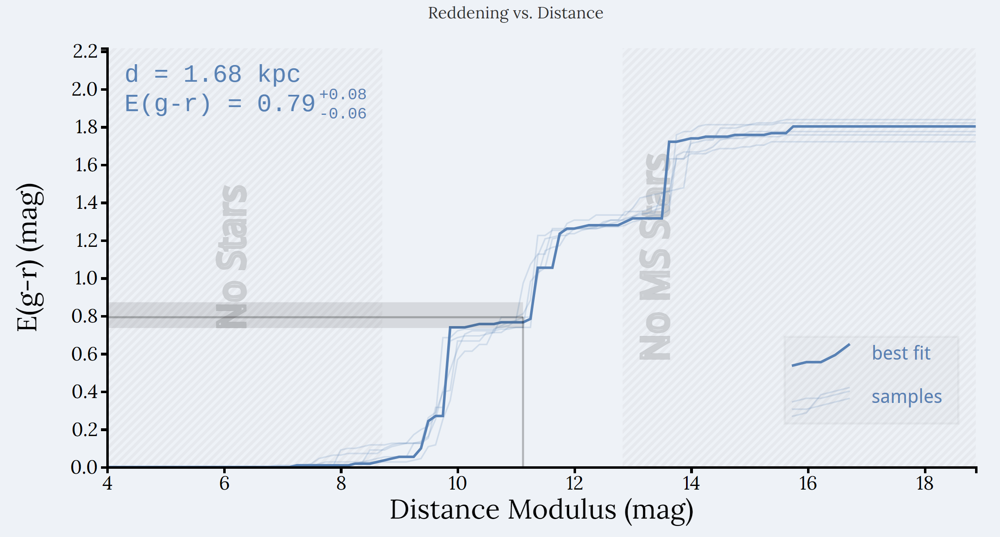 Reddening vs. Distance
d = 1.68 kpc
E(g-r) = 0.79 +0.08 -0.06
2.2
2.0
1.8
1.6
1.4
1.2
1.0
0.8
0.6
0.4
0.2
0.0
E(g-r) (mag)
No Stars
No MS Stars
best fit
samples
4 6 8 10 12 14 16 18
Distance Modulus (mag)